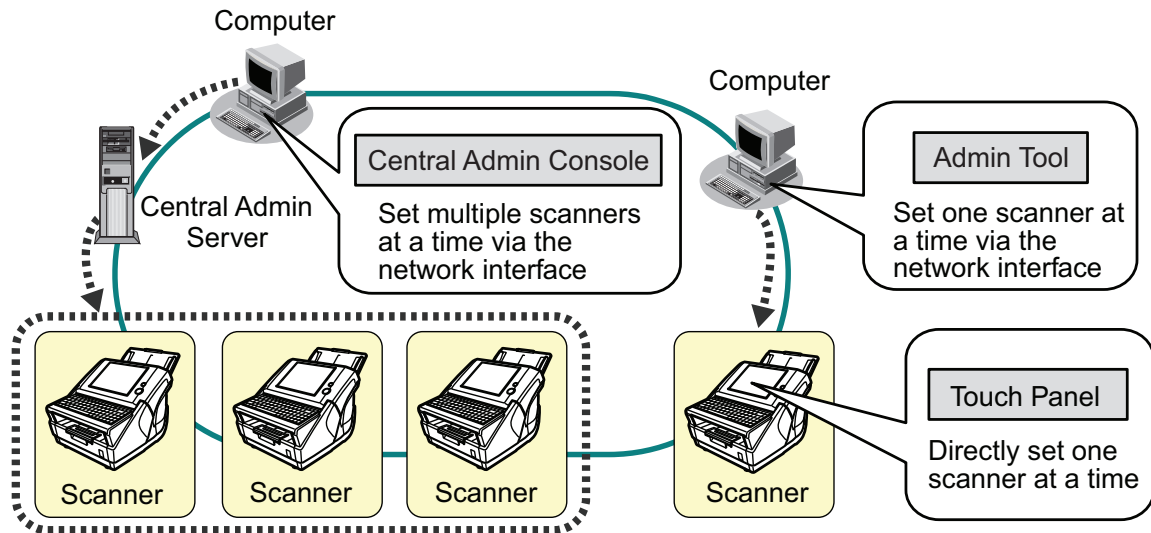 Computer
Computer
Central Admin Console
Set multiple scanners
at a time via the
network interface
Admin Tool
Set one scanner at
a time via the
network interface
Central Admin
Server
Touch Panel
Directly set one
scanner at a time
Scanner
Scanner
Scanner
Scanner